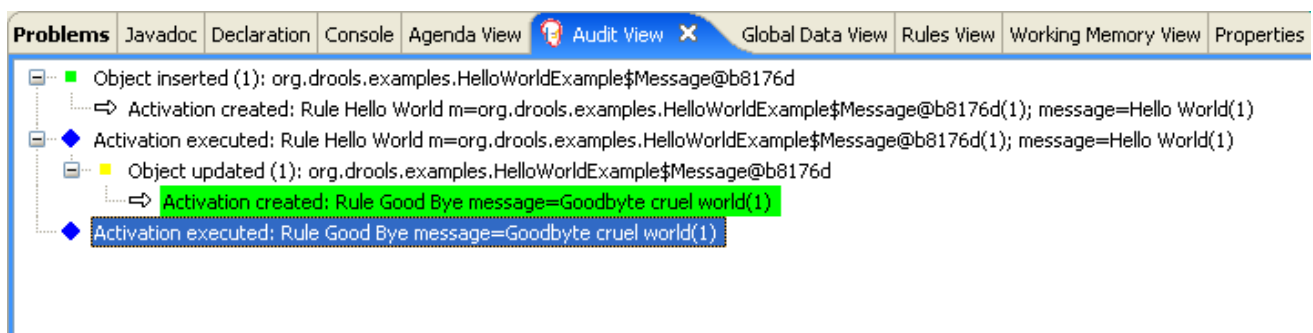 Problems Javadoc Declaration Console Agenda View Audit View Global Data View Rules View Working Memory View Properties
Object inserted (1): org.drools.examples.HelloWorldExample$Message@b8176d
Activation created: Rule Hello World m=org.drools.examples.HelloWorldExample$Message@b8176d(1); message=Hello World(1)
Activation executed: Rule Hello World m=org.drools.examples.HelloWorldExample$Message@b8176d(1); message=Hello World(1)
Object updated (1): org.drools.examples.HelloWorldExample$Message@b8176d
Activation created: Rule Good Bye message=Goodbyte cruel world(1)
Activation executed: Rule Good Bye message=Goodbyte cruel world(1)